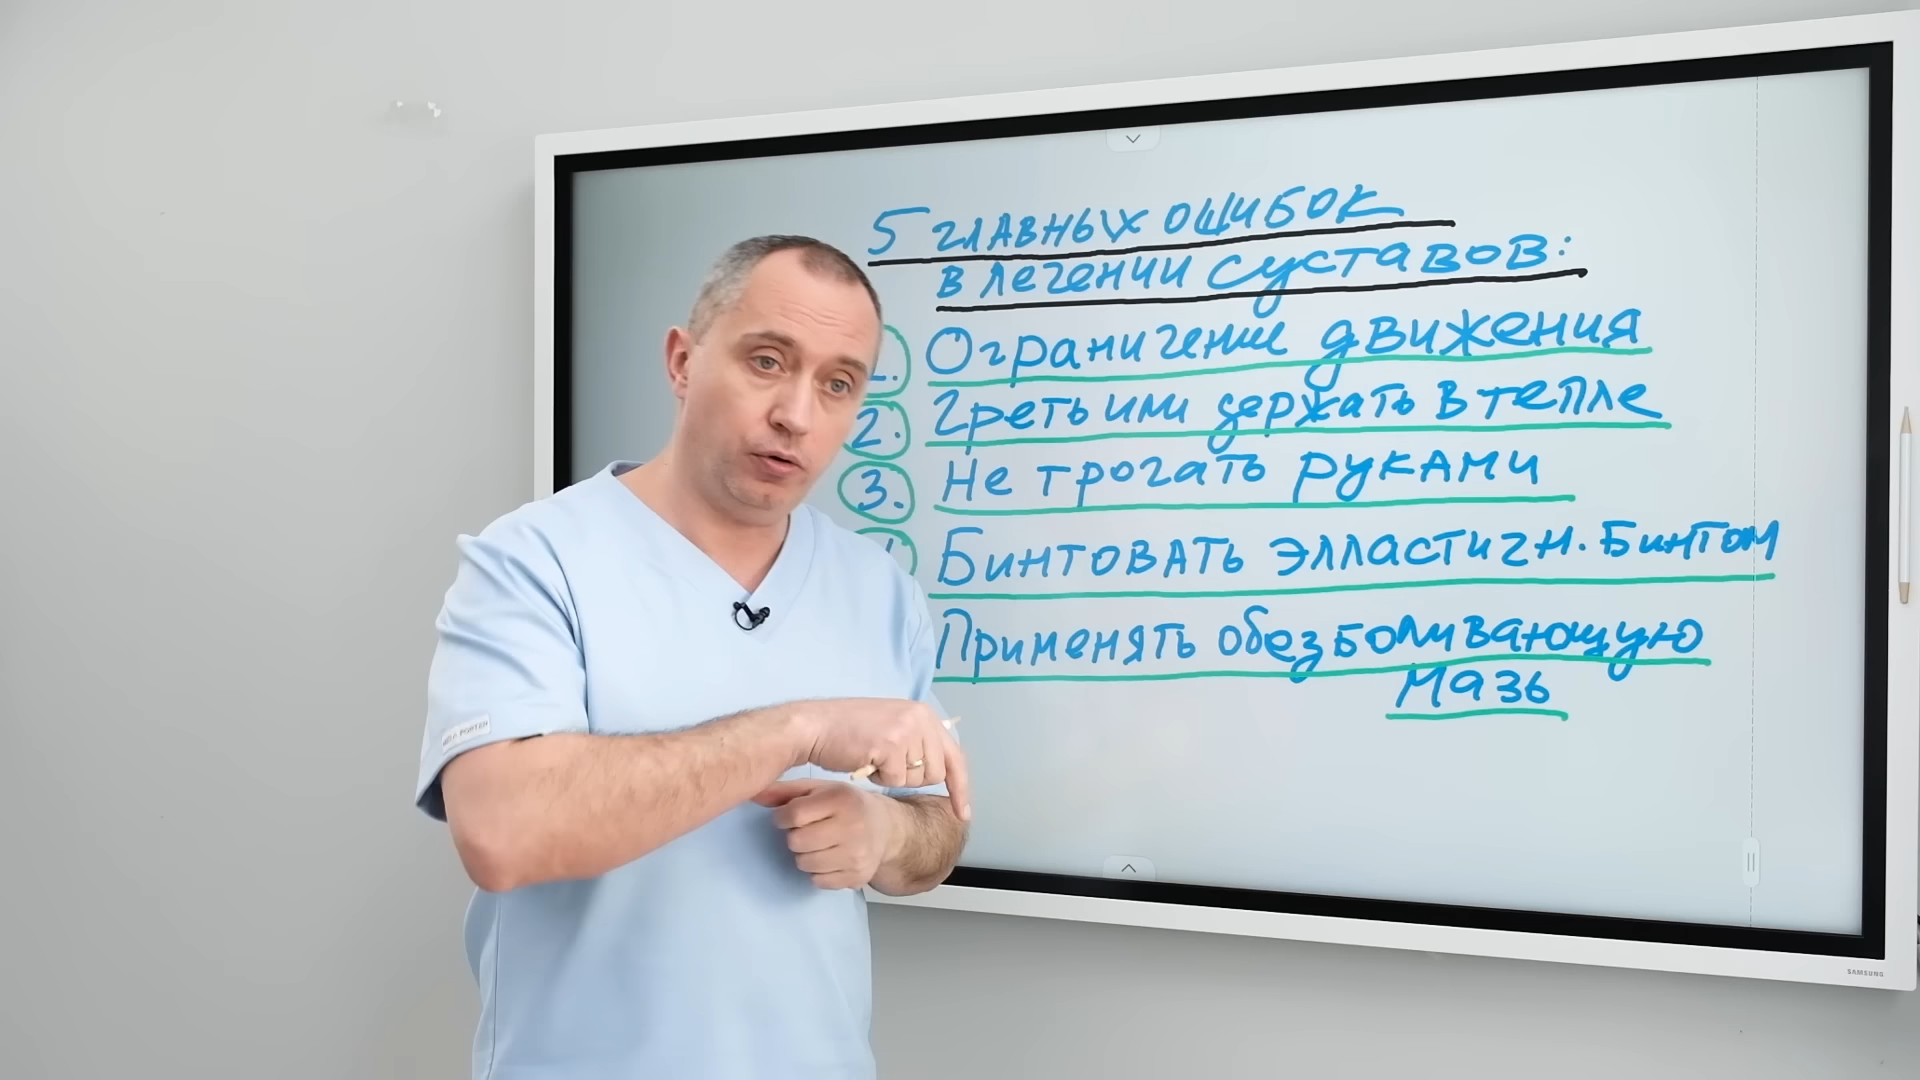 5 главных ошибок
в лечении суставов:
1. Ограничение движения
2. Греть или держать в тепле
3. Не трогать руками
Бинтовать элластичн. бинтом
Применять обезболивающую
мазь
SAMSUNG